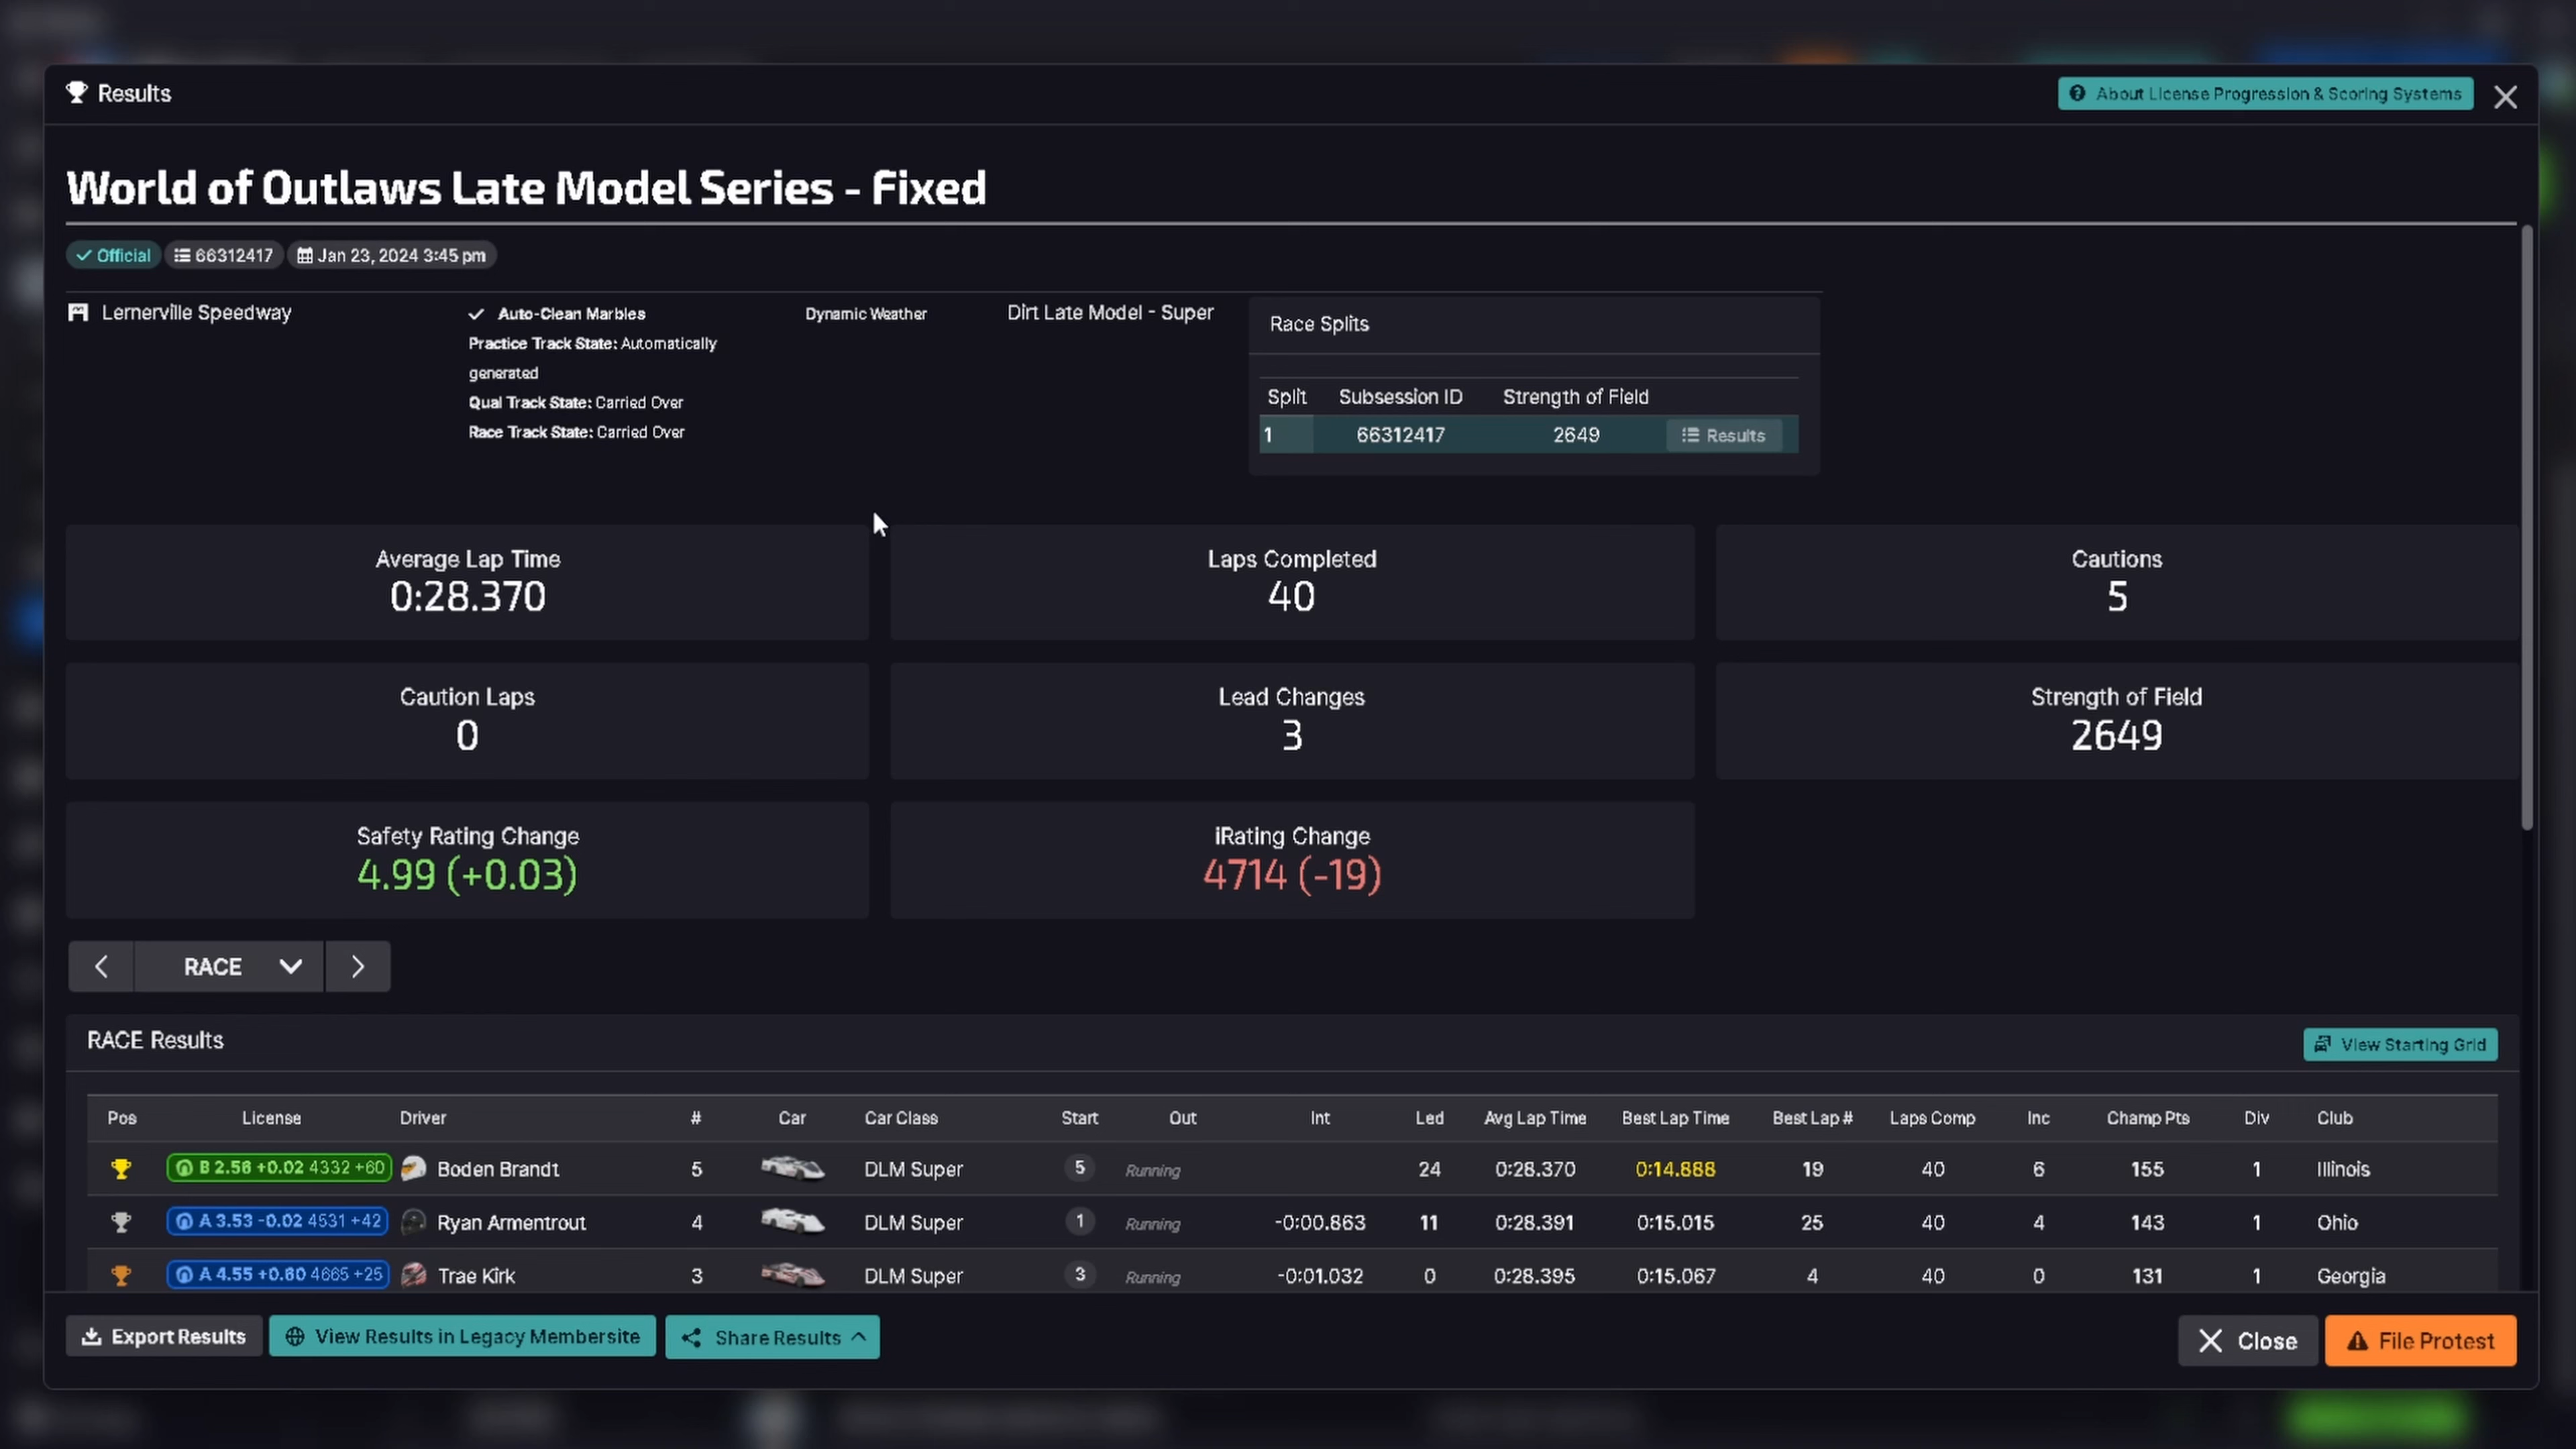 Results
About License Progression & Scoring Systems
World of Outlaws Late Model Series - Fixed
Official 66312417 Jan 23, 2024 3:45 pm
Lernerville Speedway
Auto-Clean Marbles
Practice Track State: Automatically
generated
Qual Track State: Carried Over
Race Track State: Carried Over
Dynamic Weather
Dirt Late Model - Super
Race Splits
Split Subsession ID Strength of Field
1 66312417 2649 Results
Average Lap Time
0:28.370
Laps Completed
40
Cautions
5
Caution Laps
0
Lead Changes
3
Strength of Field
2649
Safety Rating Change
4.99 (+0.03)
iRating Change
4714 (-19)
RACE
RACE Results
View Starting Grid
Pos License Driver # Car Car Class Start Out Int Led Avg Lap Time Best Lap Time Best Lap # Laps Comp Inc Champ Pts Div Club
B 2.56 +0.02 4332 +60 Boden Brandt 5 DLM Super 5 Running 24 0:28.370 0:14.888 19 40 6 155 1 Illinois
A 3.53 -0.02 4531 +42 Ryan Armentrout 4 DLM Super 1 Running -0:00.863 11 0:28.391 0:15.015 25 40 4 143 1 Ohio
A 4.55 +0.60 4665 +25 Trae Kirk 3 DLM Super 3 Running -0:01.032 0 0:28.395 0:15.067 4 40 0 131 1 Georgia
Export Results
View Results in Legacy Membersite
Share Results
Close
File Protest